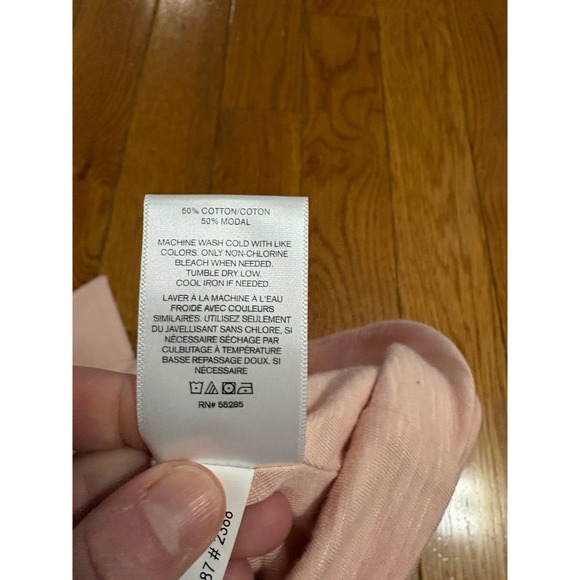 50% COTTON/COTON
50% MODAL
MACHINE WASH COLD WITH LIKE
COLORS. ONLY NON-CHLORINE
BLEACH WHEN NEEDED.
TUMBLE DRY LOW.
COOL IRON IF NEEDED.
LAVER À LA MACHINE À L'EAU
FROIDE AVEC COULEURS
SIMILAIRES. UTILISEZ SEULEMENT
DU JAVELLISANT SANS CHLORE. SI
NÉCESSAIRE SÉCHAGE PAR
CULBUTAGE À TEMPÉRATURE
BASSE REPASSAGE DOUX. SI
NÉCESSAIRE
RN# 55285
87 # 2388